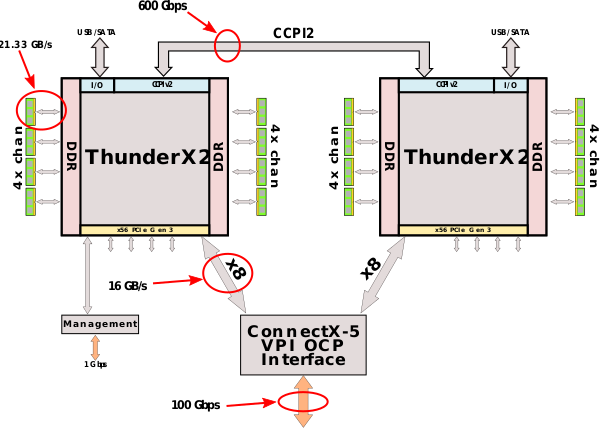 600 Gbps
USB/SATA
CCPI2
USB/SATA
21.33 GB/s
I/O
CCPIv2
CCPIv2
I/O
4x chan
DDR
ThunderX2
DDR
4x chan
4x chan
DDR
ThunderX2
DDR
4x chan
x56 PCIe Gen 3
x56 PCIe Gen 3
x8
x8
16 GB/s
Management
1 Gbps
ConnectX-5
VPI OCP
Interface
100 Gbps